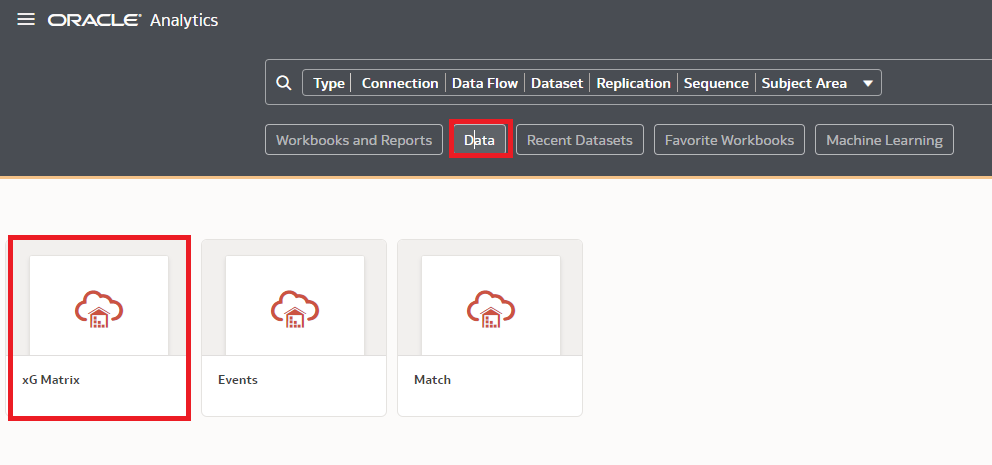 ORACLE® Analytics
Type Connection Data Flow Dataset Replication Sequence Subject Area
Workbooks and Reports Data Recent Datasets Favorite Workbooks Machine Learning
xG Matrix Events Match